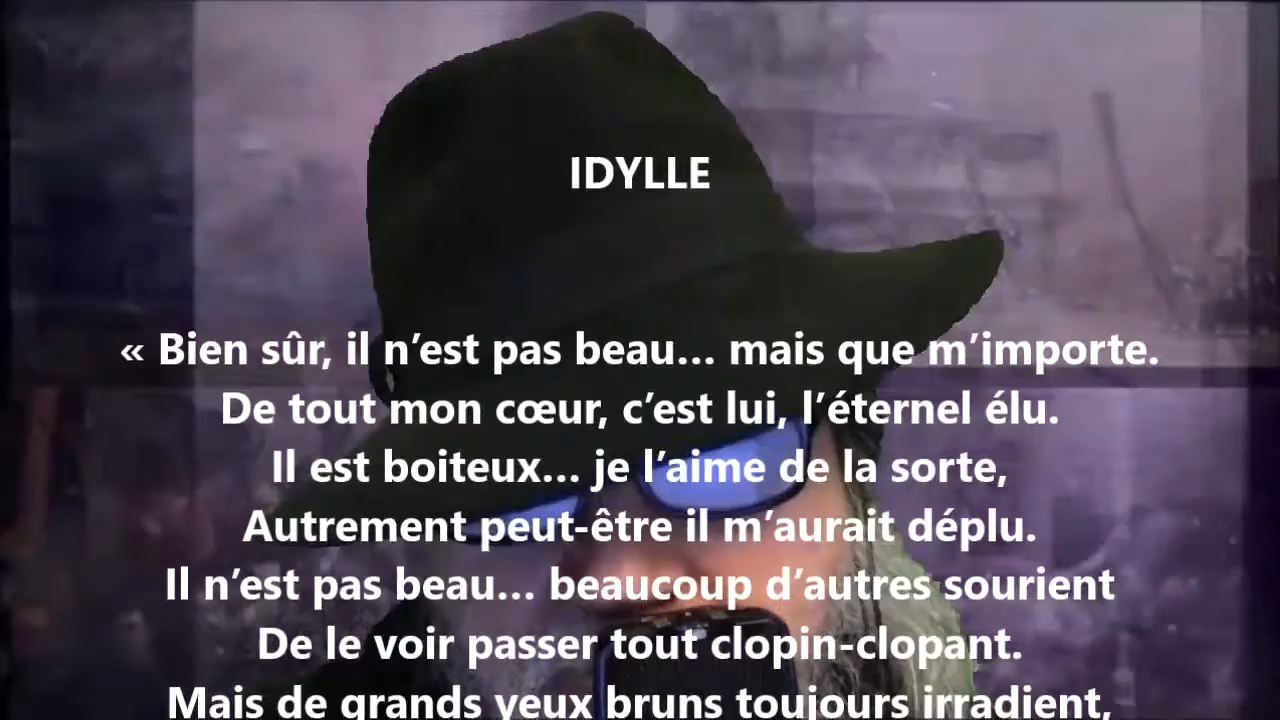 IDYLLE
« Bien sûr, il n’est pas beau… mais que m’importe.
De tout mon cœur, c’est lui, l’éternel élu.
Il est boiteux… je l’aime de la sorte,
Autrement peut-être il m’aurait déplu.
Il n’est pas beau… beaucoup d’autres sourient
De le voir passer tout clopin-clopant.
Mais de grands yeux bruns toujours irradient,